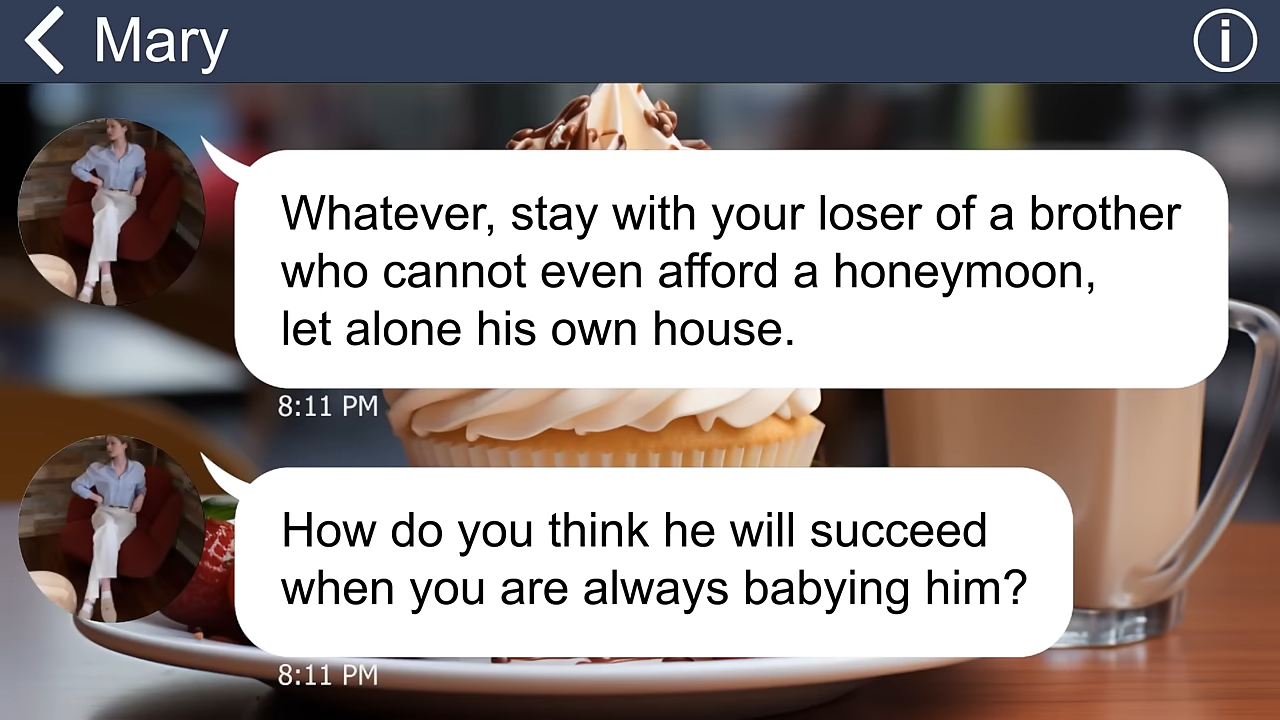 Mary
Whatever, stay with your loser of a brother
who cannot even afford a honeymoon,
let alone his own house.
8:11 PM
How do you think he will succeed
when you are always babying him?
8:11 PM